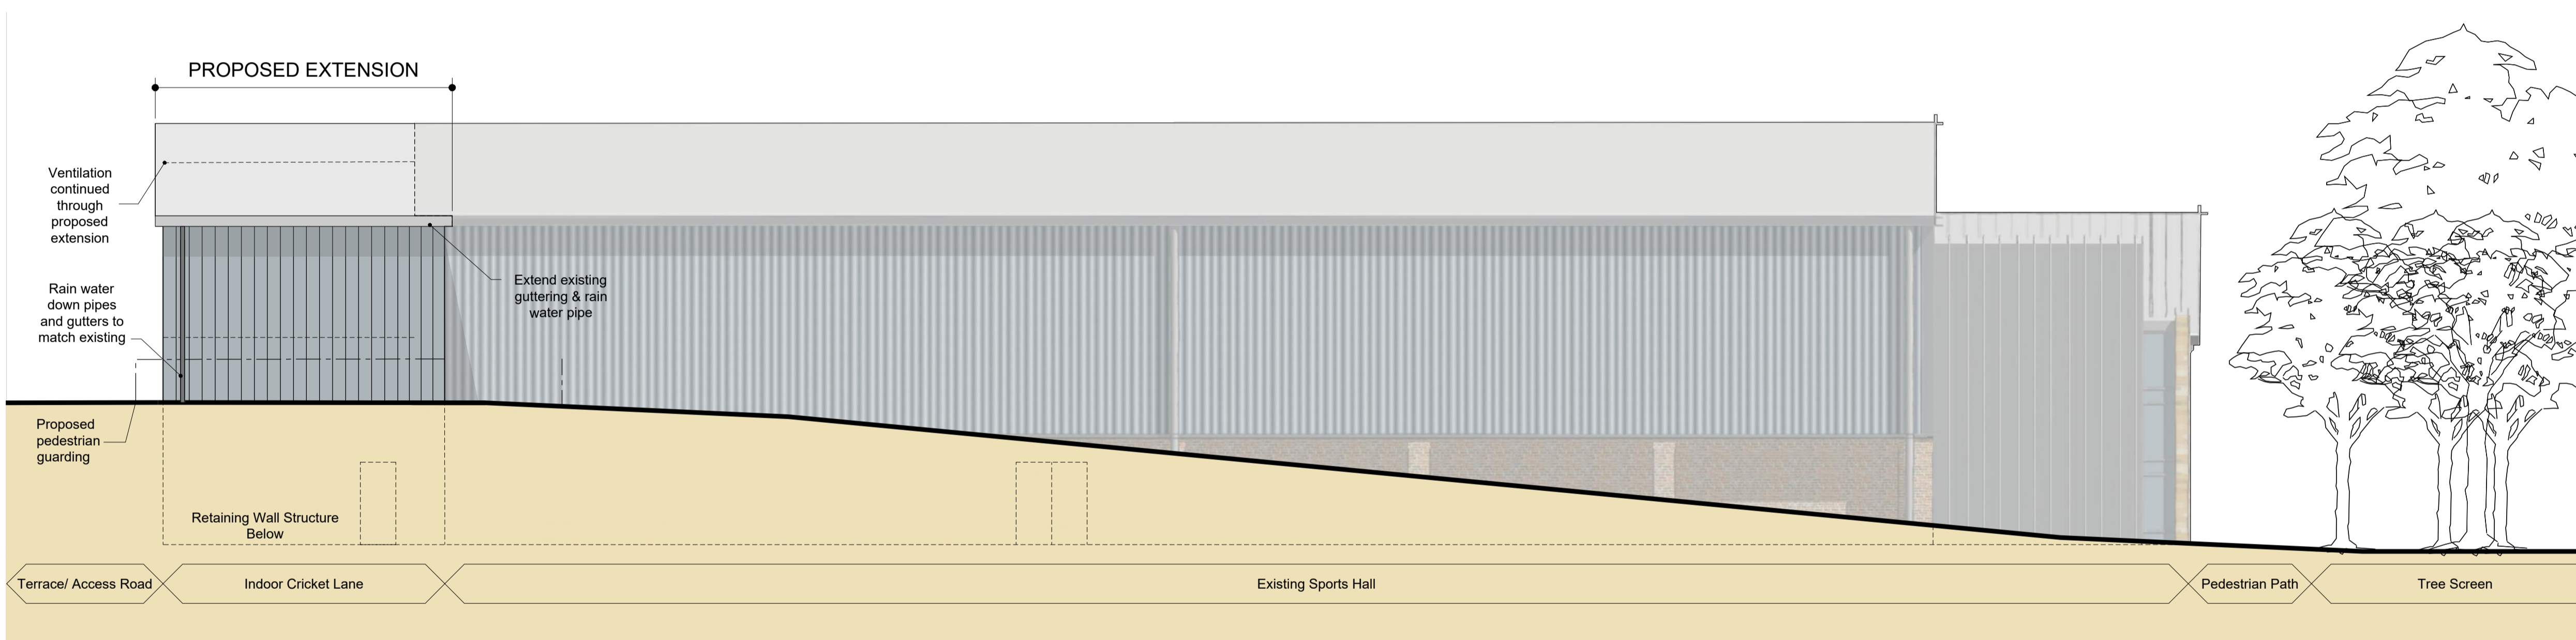 PROPOSED EXTENSION
Ventilation
continued
through
proposed
extension
Rain water
down pipes
and gutters to
match existing
Extend existing
guttering & rain
water pipe
Proposed
pedestrian
guarding
Retaining Wall Structure
Below
Terrace/ Access Road
Indoor Cricket Lane
Existing Sports Hall
Pedestrian Path
Tree Screen